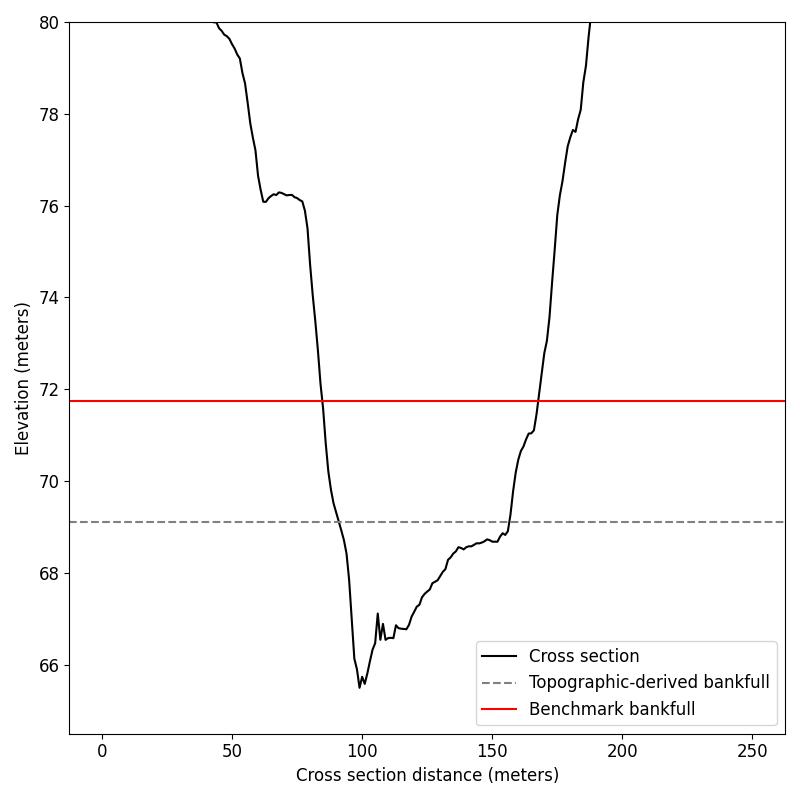 80
78
76
74
72
70
68
66
Elevation (meters)
0 50 100 150 200 250
Cross section distance (meters)
Cross section
Topographic-derived bankfull
Benchmark bankfull